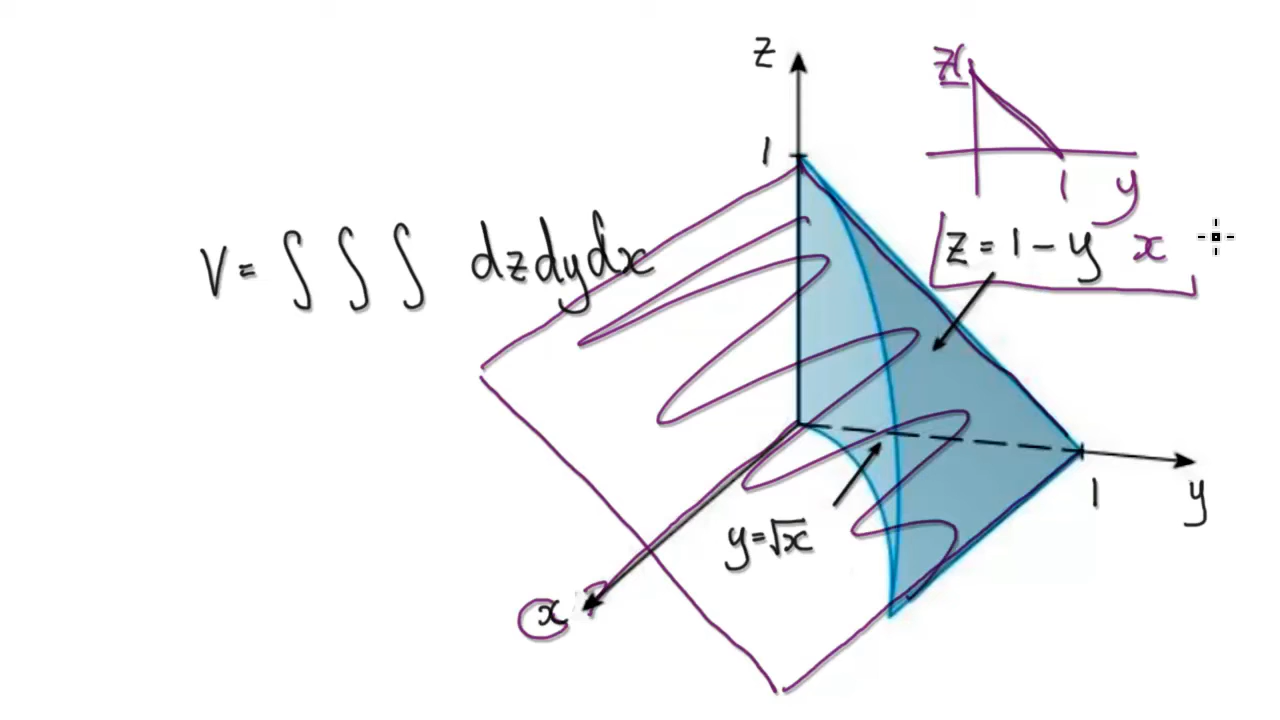 z
z
1
1 y
V = ∫ ∫ ∫ dzdydx
z = 1 - y x
1
y
y = √x
x